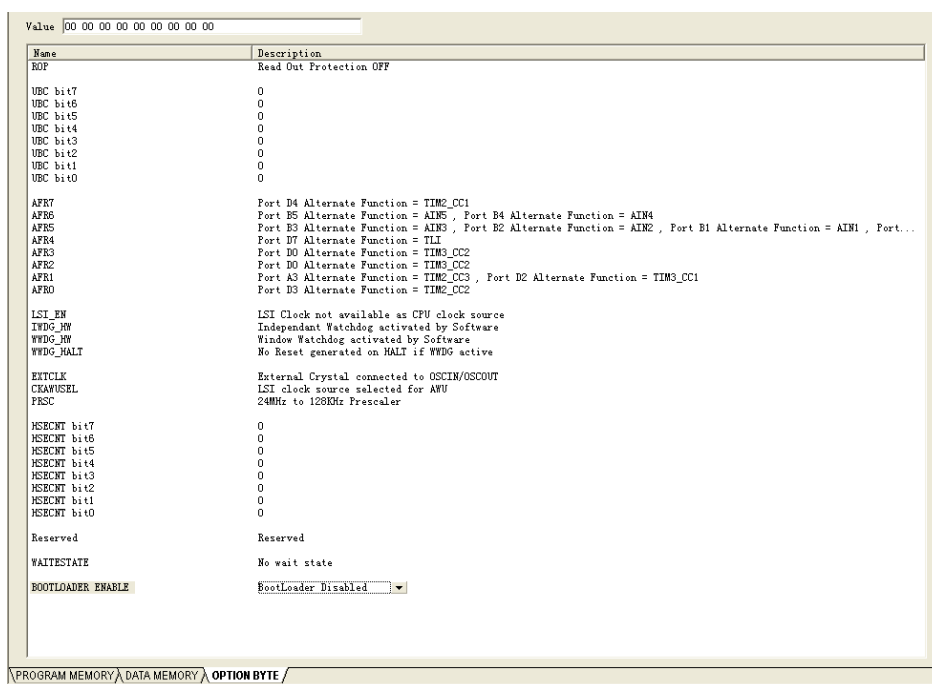 Value 00 00 00 00 00 00 00 00 00
Name Description
ROP Read Out Protection OFF
UBC bit7 0
UBC bit6 0
UBC bit5 0
UBC bit4 0
UBC bit3 0
UBC bit2 0
UBC bit1 0
UBC bit0 0
AFR7 Port D4 Alternate Function = TIM2_CC1
AFR6 Port B5 Alternate Function = AIN5 , Port B4 Alternate Function = AIN4
AFR5 Port B3 Alternate Function = AIN3 , Port B2 Alternate Function = AIN2 , Port B1 Alternate Function = AIN1 , Port...
AFR4 Port D7 Alternate Function = TLI
AFR3 Port D0 Alternate Function = TIM3_CC2
AFR2 Port D0 Alternate Function = TIM3_CC2
AFR1 Port A3 Alternate Function = TIM2_CC3 , Port D2 Alternate Function = TIM3_CC1
AFR0 Port D3 Alternate Function = TIM2_CC2
LSI_EN LSI Clock not available as CPU clock source
IWDG_HW Independant Watchdog activated by Software
WWDG_HW Window Watchdog activated by Software
WWDG_HALT No Reset generated on HALT if WWDG active
EXTCLK External Crystal connected to OSCIN/OSCOUT
CKAWUSEL LSI clock source selected for AWU
PRSC 24MHz to 128KHz Prescaler
HSECNT bit7 0
HSECNT bit6 0
HSECNT bit5 0
HSECNT bit4 0
HSECNT bit3 0
HSECNT bit2 0
HSECNT bit1 0
HSECNT bit0 0
Reserved Reserved
WAITESTATE No wait state
BOOTLOADER ENABLE BootLoader Disabled
PROGRAM MEMORY DATA MEMORY OPTION BYTE